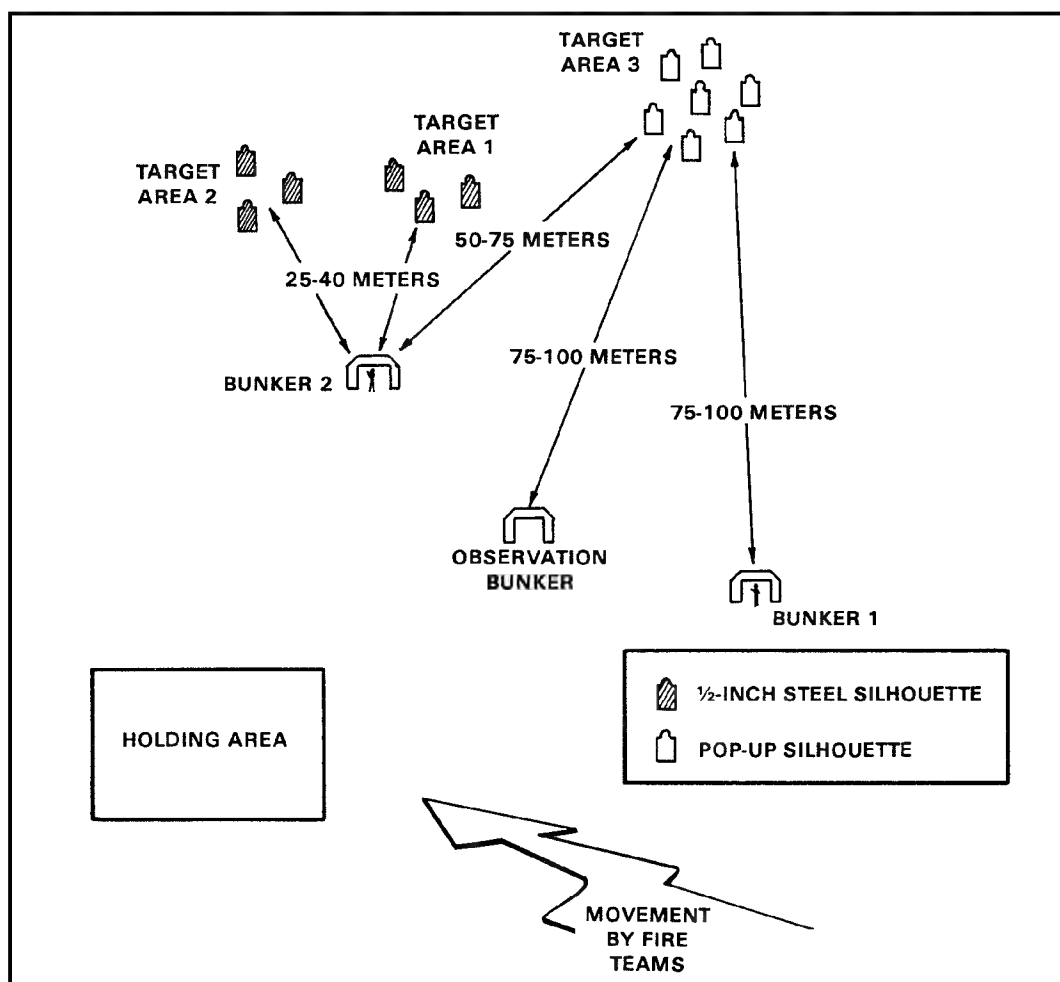 TARGET
AREA 3
TARGET
AREA 1
TARGET
AREA 2
50-75 METERS
25-40 METERS
75-100 METERS
BUNKER 2
75-100 METERS
OBSERVATION
BUNKER
BUNKER 1
½-INCH STEEL SILHOUETTE
HOLDING AREA
POP-UP SILHOUETTE
MOVEMENT
BY FIRE
TEAMS